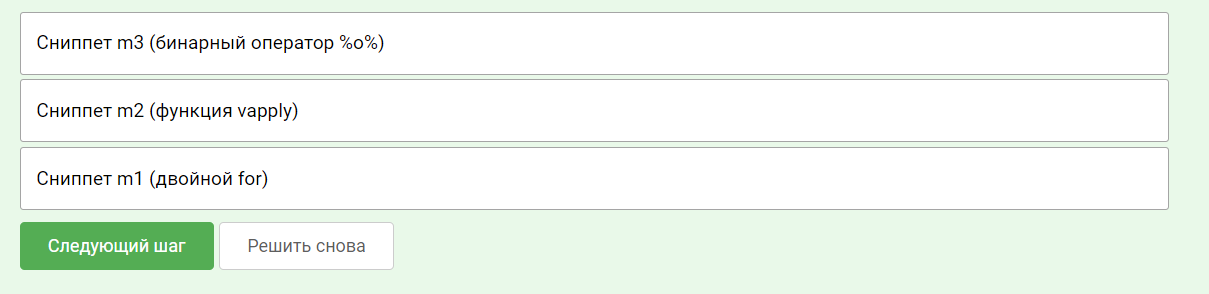 Сниппет m3 (бинарный оператор %o%)
Сниппет m2 (функция vapply)
Сниппет m1 (двойной for)
Следующий шаг Решить снова